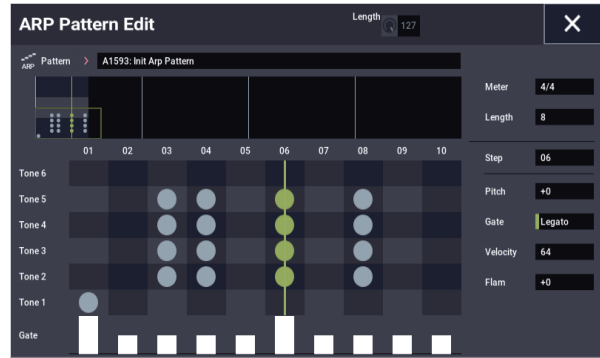 ARP Pattern Edit
Length 127
ARP Pattern > A1593: Init Arp Pattern
Meter 4/4
Length 8
01 02 03 04 05 06 07 08 09 10
Step 06
Tone 6
Tone 5
Pitch +0
Tone 4
Gate Legato
Tone 3
Velocity 64
Tone 2
Flam +0
Tone 1
Gate